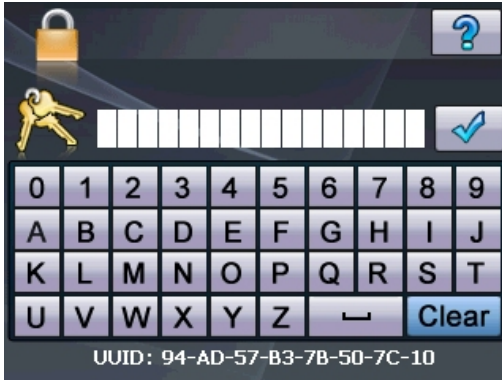 ?
0 1 2 3 4 5 6 7 8 9
A B C D E F G H I J
K L M N O P Q R S T
U V W X Y Z Clear
UUID: 94-AD-57-B3-7B-50-7C-10